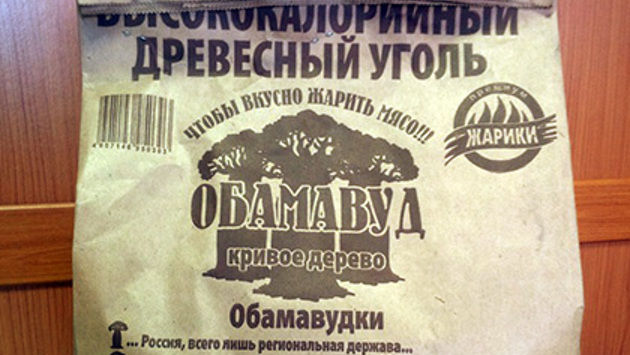 ВЫСОКОКАЛОРИЙНЫЙ
ДРЕВЕСНЫЙ УГОЛЬ
ЧТОБЫ ВКУСНО ЖАРИТЬ МЯСО!!!
премиум
ЖАРИКИ
ОБАМАВУД
кривое дерево
Обамавудки
... Россия, всего лишь региональная держава...